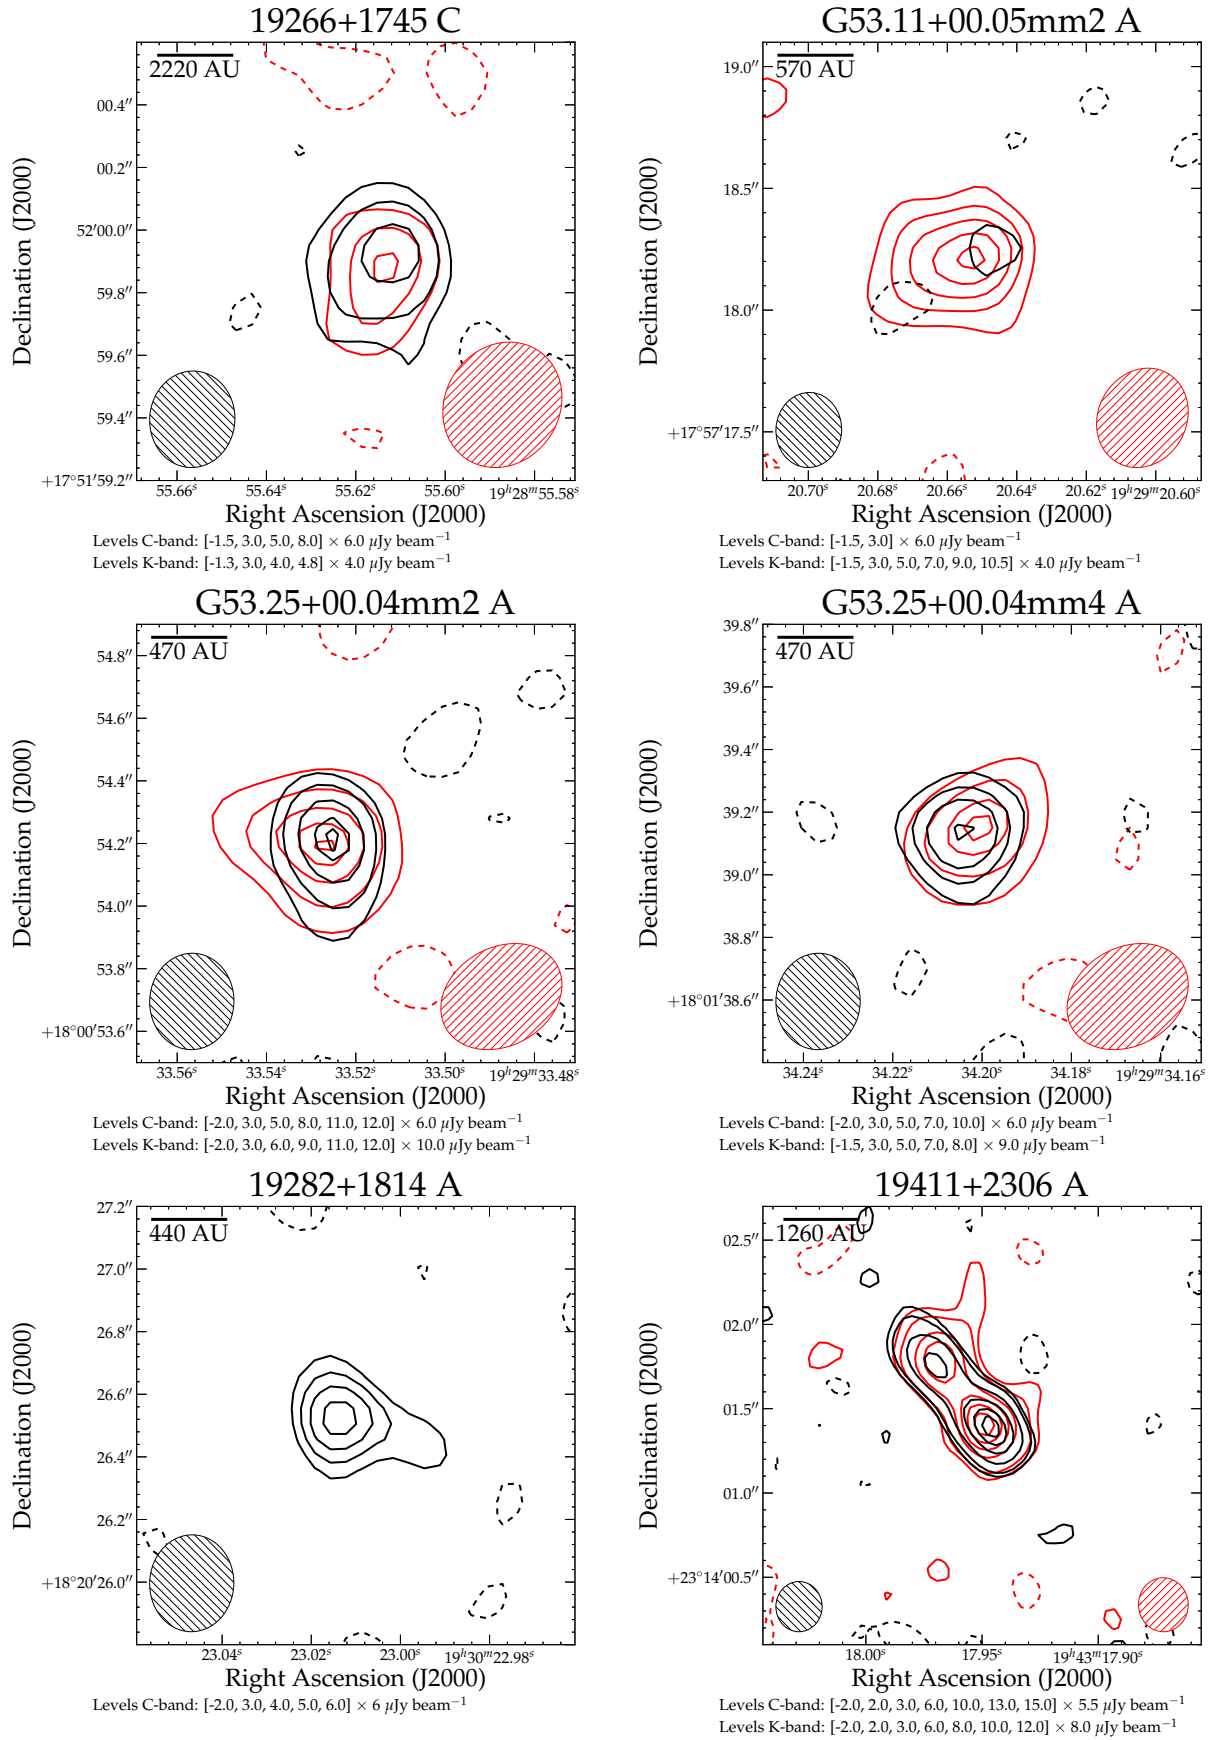 19266+1745 C
2220 AU
00.4″
00.2″
52′00.0″
59.8″
59.6″
59.4″
+17°51′59.2″
Declination (J2000)
55.66ˢ 55.64ˢ 55.62ˢ 55.60ˢ 19ʰ28ᵐ55.58ˢ
Right Ascension (J2000)
Levels C-band: [-1.5, 3.0, 5.0, 8.0] × 6.0 μJy beam⁻¹
Levels K-band: [-1.3, 3.0, 4.0, 4.8] × 4.0 μJy beam⁻¹
G53.11+00.05mm2 A
570 AU
19.0″
18.5″
18.0″
+17°57′17.5″
Declination (J2000)
20.70ˢ 20.68ˢ 20.66ˢ 20.64ˢ 20.62ˢ 19ʰ29ᵐ20.60ˢ
Right Ascension (J2000)
Levels C-band: [-1.5, 3.0] × 6.0 μJy beam⁻¹
Levels K-band: [-1.5, 3.0, 5.0, 7.0, 9.0, 10.5] × 4.0 μJy beam⁻¹
G53.25+00.04mm2 A
470 AU
54.8″
54.6″
54.4″
54.2″
54.0″
53.8″
+18°00′53.6″
Declination (J2000)
33.56ˢ 33.54ˢ 33.52ˢ 33.50ˢ 19ʰ29ᵐ33.48ˢ
Right Ascension (J2000)
Levels C-band: [-2.0, 3.0, 5.0, 8.0, 11.0, 12.0] × 6.0 μJy beam⁻¹
Levels K-band: [-2.0, 3.0, 6.0, 9.0, 11.0, 12.0] × 10.0 μJy beam⁻¹
G53.25+00.04mm4 A
470 AU
39.8″
39.6″
39.4″
39.2″
39.0″
38.8″
+18°01′38.6″
Declination (J2000)
34.24ˢ 34.22ˢ 34.20ˢ 34.18ˢ 19ʰ29ᵐ34.16ˢ
Right Ascension (J2000)
Levels C-band: [-2.0, 3.0, 5.0, 7.0, 10.0] × 6.0 μJy beam⁻¹
Levels K-band: [-1.5, 3.0, 5.0, 7.0, 8.0] × 9.0 μJy beam⁻¹
19282+1814 A
440 AU
27.2″
27.0″
26.8″
26.6″
26.4″
26.2″
+18°20′26.0″
Declination (J2000)
23.04ˢ 23.02ˢ 23.00ˢ 19ʰ30ᵐ22.98ˢ
Right Ascension (J2000)
Levels C-band: [-2.0, 3.0, 4.0, 5.0, 6.0] × 6 μJy beam⁻¹
19411+2306 A
1260 AU
02.5″
02.0″
01.5″
01.0″
+23°14′00.5″
Declination (J2000)
18.00ˢ 17.95ˢ 19ʰ43ᵐ17.90ˢ
Right Ascension (J2000)
Levels C-band: [-2.0, 2.0, 3.0, 6.0, 10.0, 13.0, 15.0] × 5.5 μJy beam⁻¹
Levels K-band: [-2.0, 2.0, 3.0, 6.0, 8.0, 10.0, 12.0] × 8.0 μJy beam⁻¹